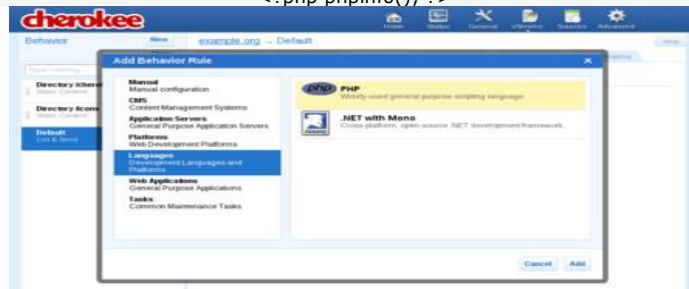 <?php phpinfo(); ?>
cherokee
Home Status General vServers Sources Advanced
Behavior
New
example.org → Default
Help
Add Behavior Rule
Rule Filtering
Directory
Static Content
Directory
Static Content
Default
List & Send
Manual
Manual configuration
CMS
Content Management Systems
Application Servers
General Purpose Application Servers
Platforms
Web Development Platforms
Languages
Development Languages and
Platforms
Web Applications
General Purpose Applications
Tasks
Common Maintenance Tasks
php
PHP
Widely-used general-purpose scripting language.
.NET with Mono
Cross-platform, open-source .NET development framework.
Cancel Add